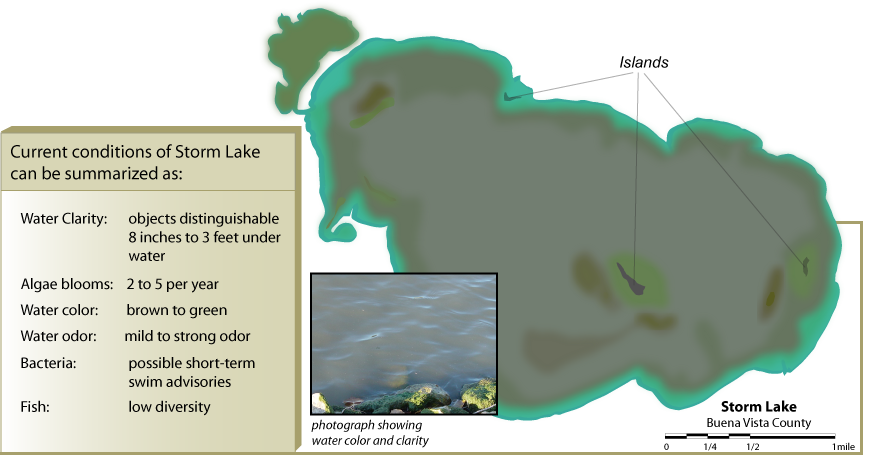 Islands
Current conditions of Storm Lake
can be summarized as:
Water Clarity: objects distinguishable
8 inches to 3 feet under
water
Algae blooms: 2 to 5 per year
Water color: brown to green
Water odor: mild to strong odor
Bacteria: possible short-term
swim advisories
Fish: low diversity
photograph showing
water color and clarity
Storm Lake
Buena Vista County
0 1/4 1/2 1mile